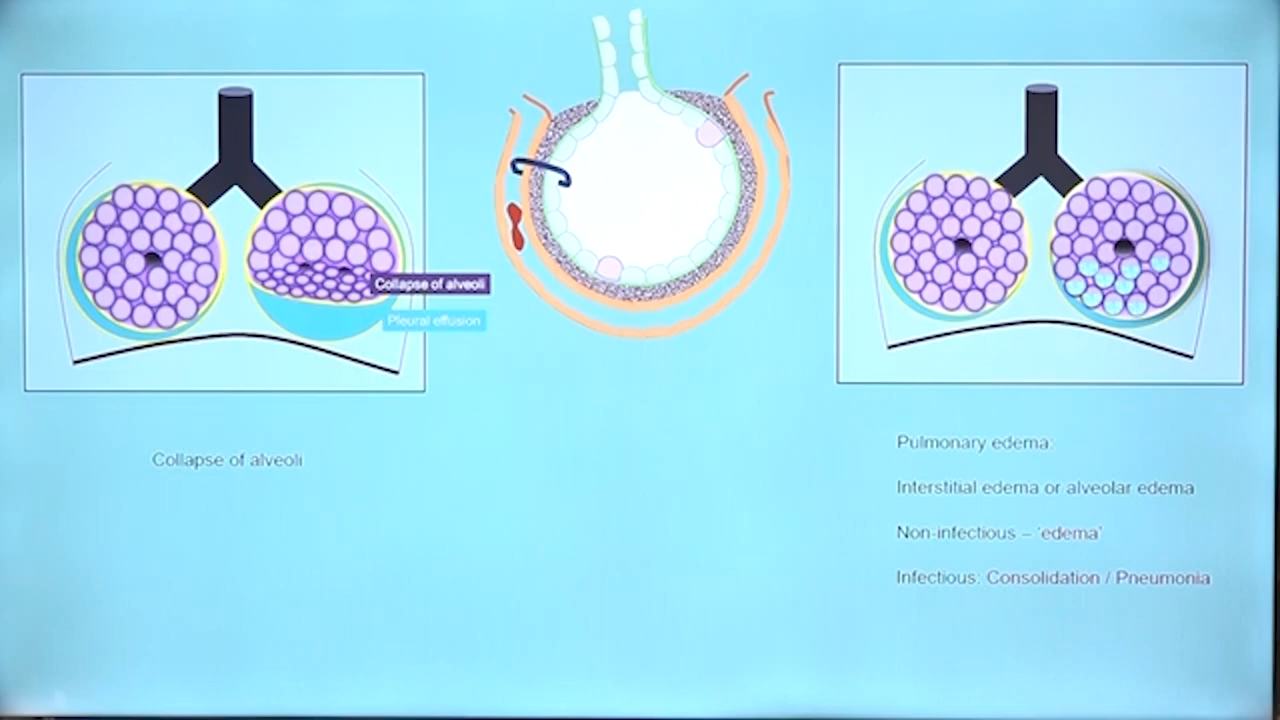 Collapse of alveoli
Pleural effusion
Collapse of alveoli
Pulmonary edema:
Interstitial edema or alveolar edema
Non-infectious – 'edema'
Infectious: Consolidation / Pneumonia